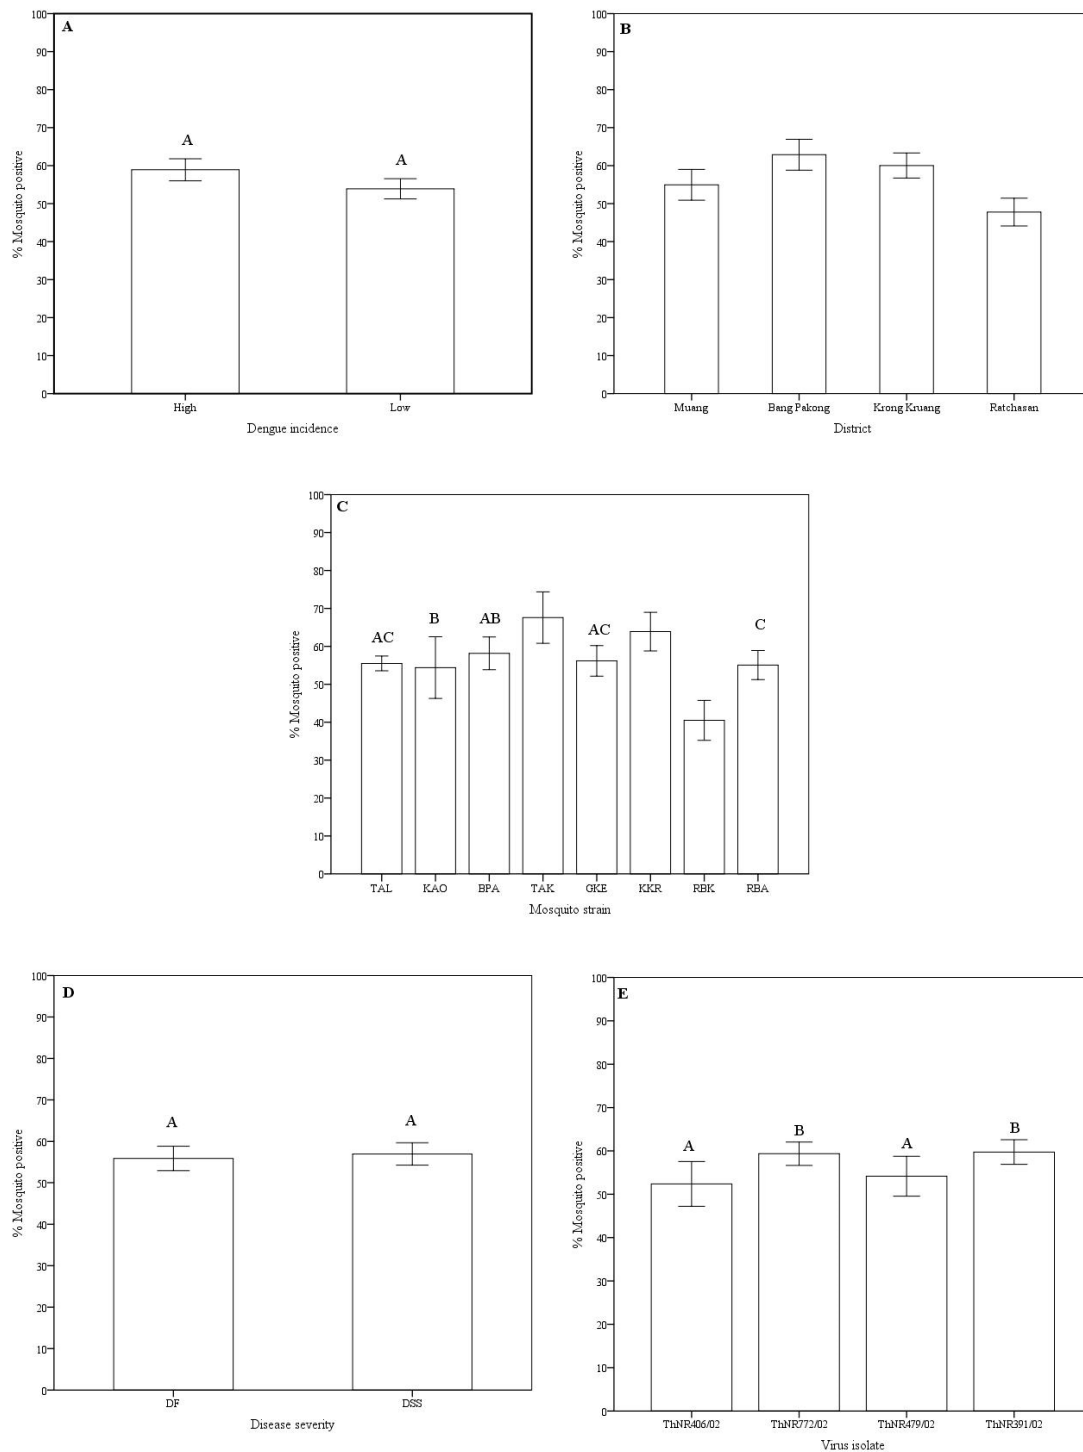 A
100
90
80
70
60
50
40
30
20
10
0
% Mosquito positive
A
A
High
Low
Dengue incidence
B
100
90
80
70
60
50
40
30
20
10
0
% Mosquito positive
Muang
Bang Pakong
Krong Kruang
Ratchasan
District
C
100
90
80
70
60
50
40
30
20
10
0
% Mosquito positive
AC
B
AB
AC
C
TAL
KAO
BPA
TAK
GKE
KKR
RBK
RBA
Mosquito strain
D
100
90
80
70
60
50
40
30
20
10
0
% Mosquito positive
A
A
DF
DSS
Disease severity
E
100
90
80
70
60
50
40
30
20
10
0
% Mosquito positive
A
B
A
B
ThNR406/02
ThNR772/02
ThNR479/02
ThNR391/02
Virus isolate